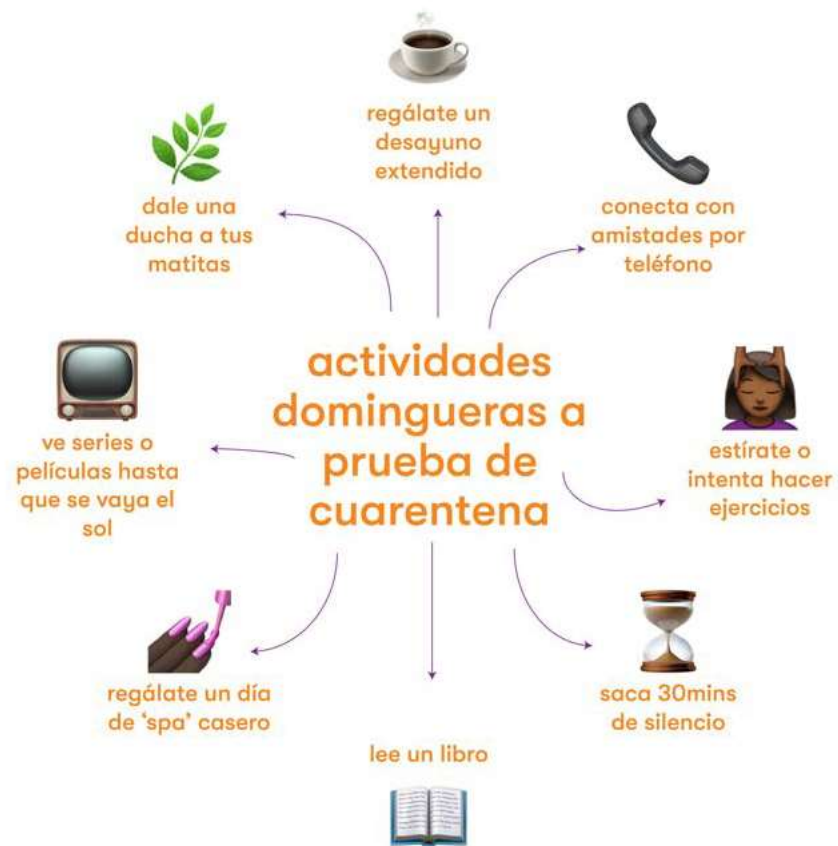 regálate un
desayuno
extendido
dale una
ducha a tus
matitas
conecta con
amistades por
teléfono
actividades
domingueras a
prueba de
cuarentena
ve series o
películas hasta
que se vaya el
sol
estírate o
intenta hacer
ejercicios
regálate un día
de ‘spa’ casero
saca 30mins
de silencio
lee un libro